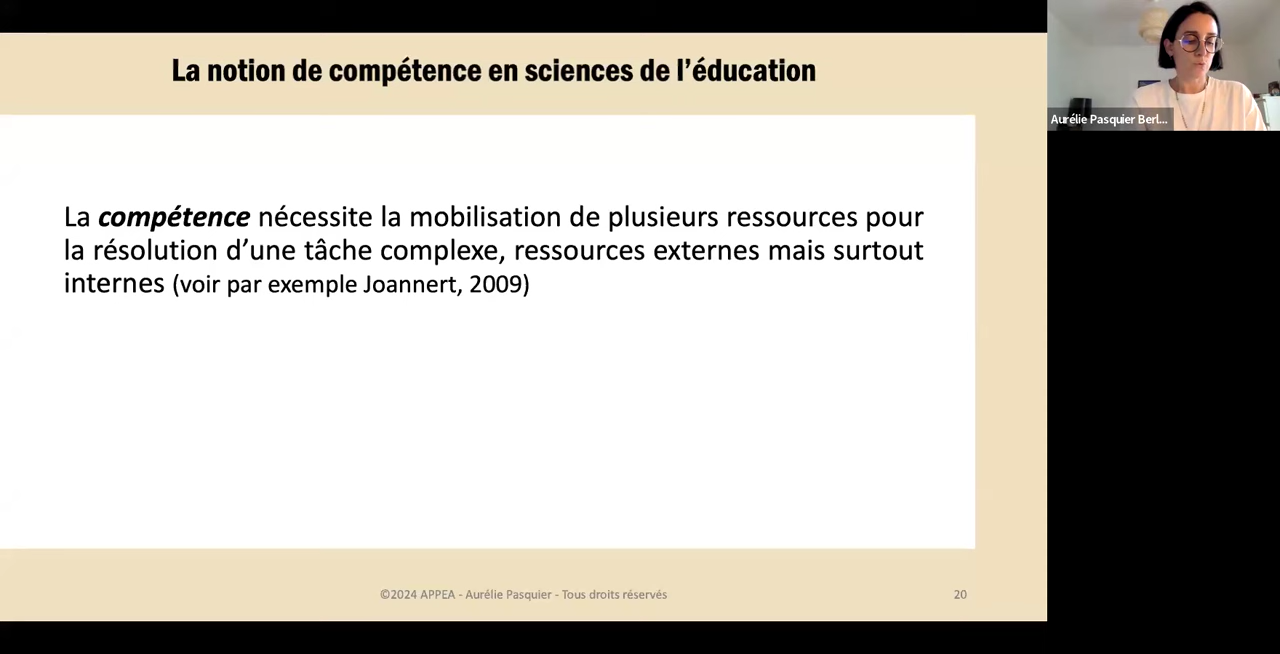 La notion de compétence en sciences de l’éducation
Aurélie Pasquier Berl...
La compétence nécessite la mobilisation de plusieurs ressources pour
la résolution d’une tâche complexe, ressources externes mais surtout
internes (voir par exemple Joannert, 2009)
©2024 APPEA - Aurélie Pasquier - Tous droits réservés
20